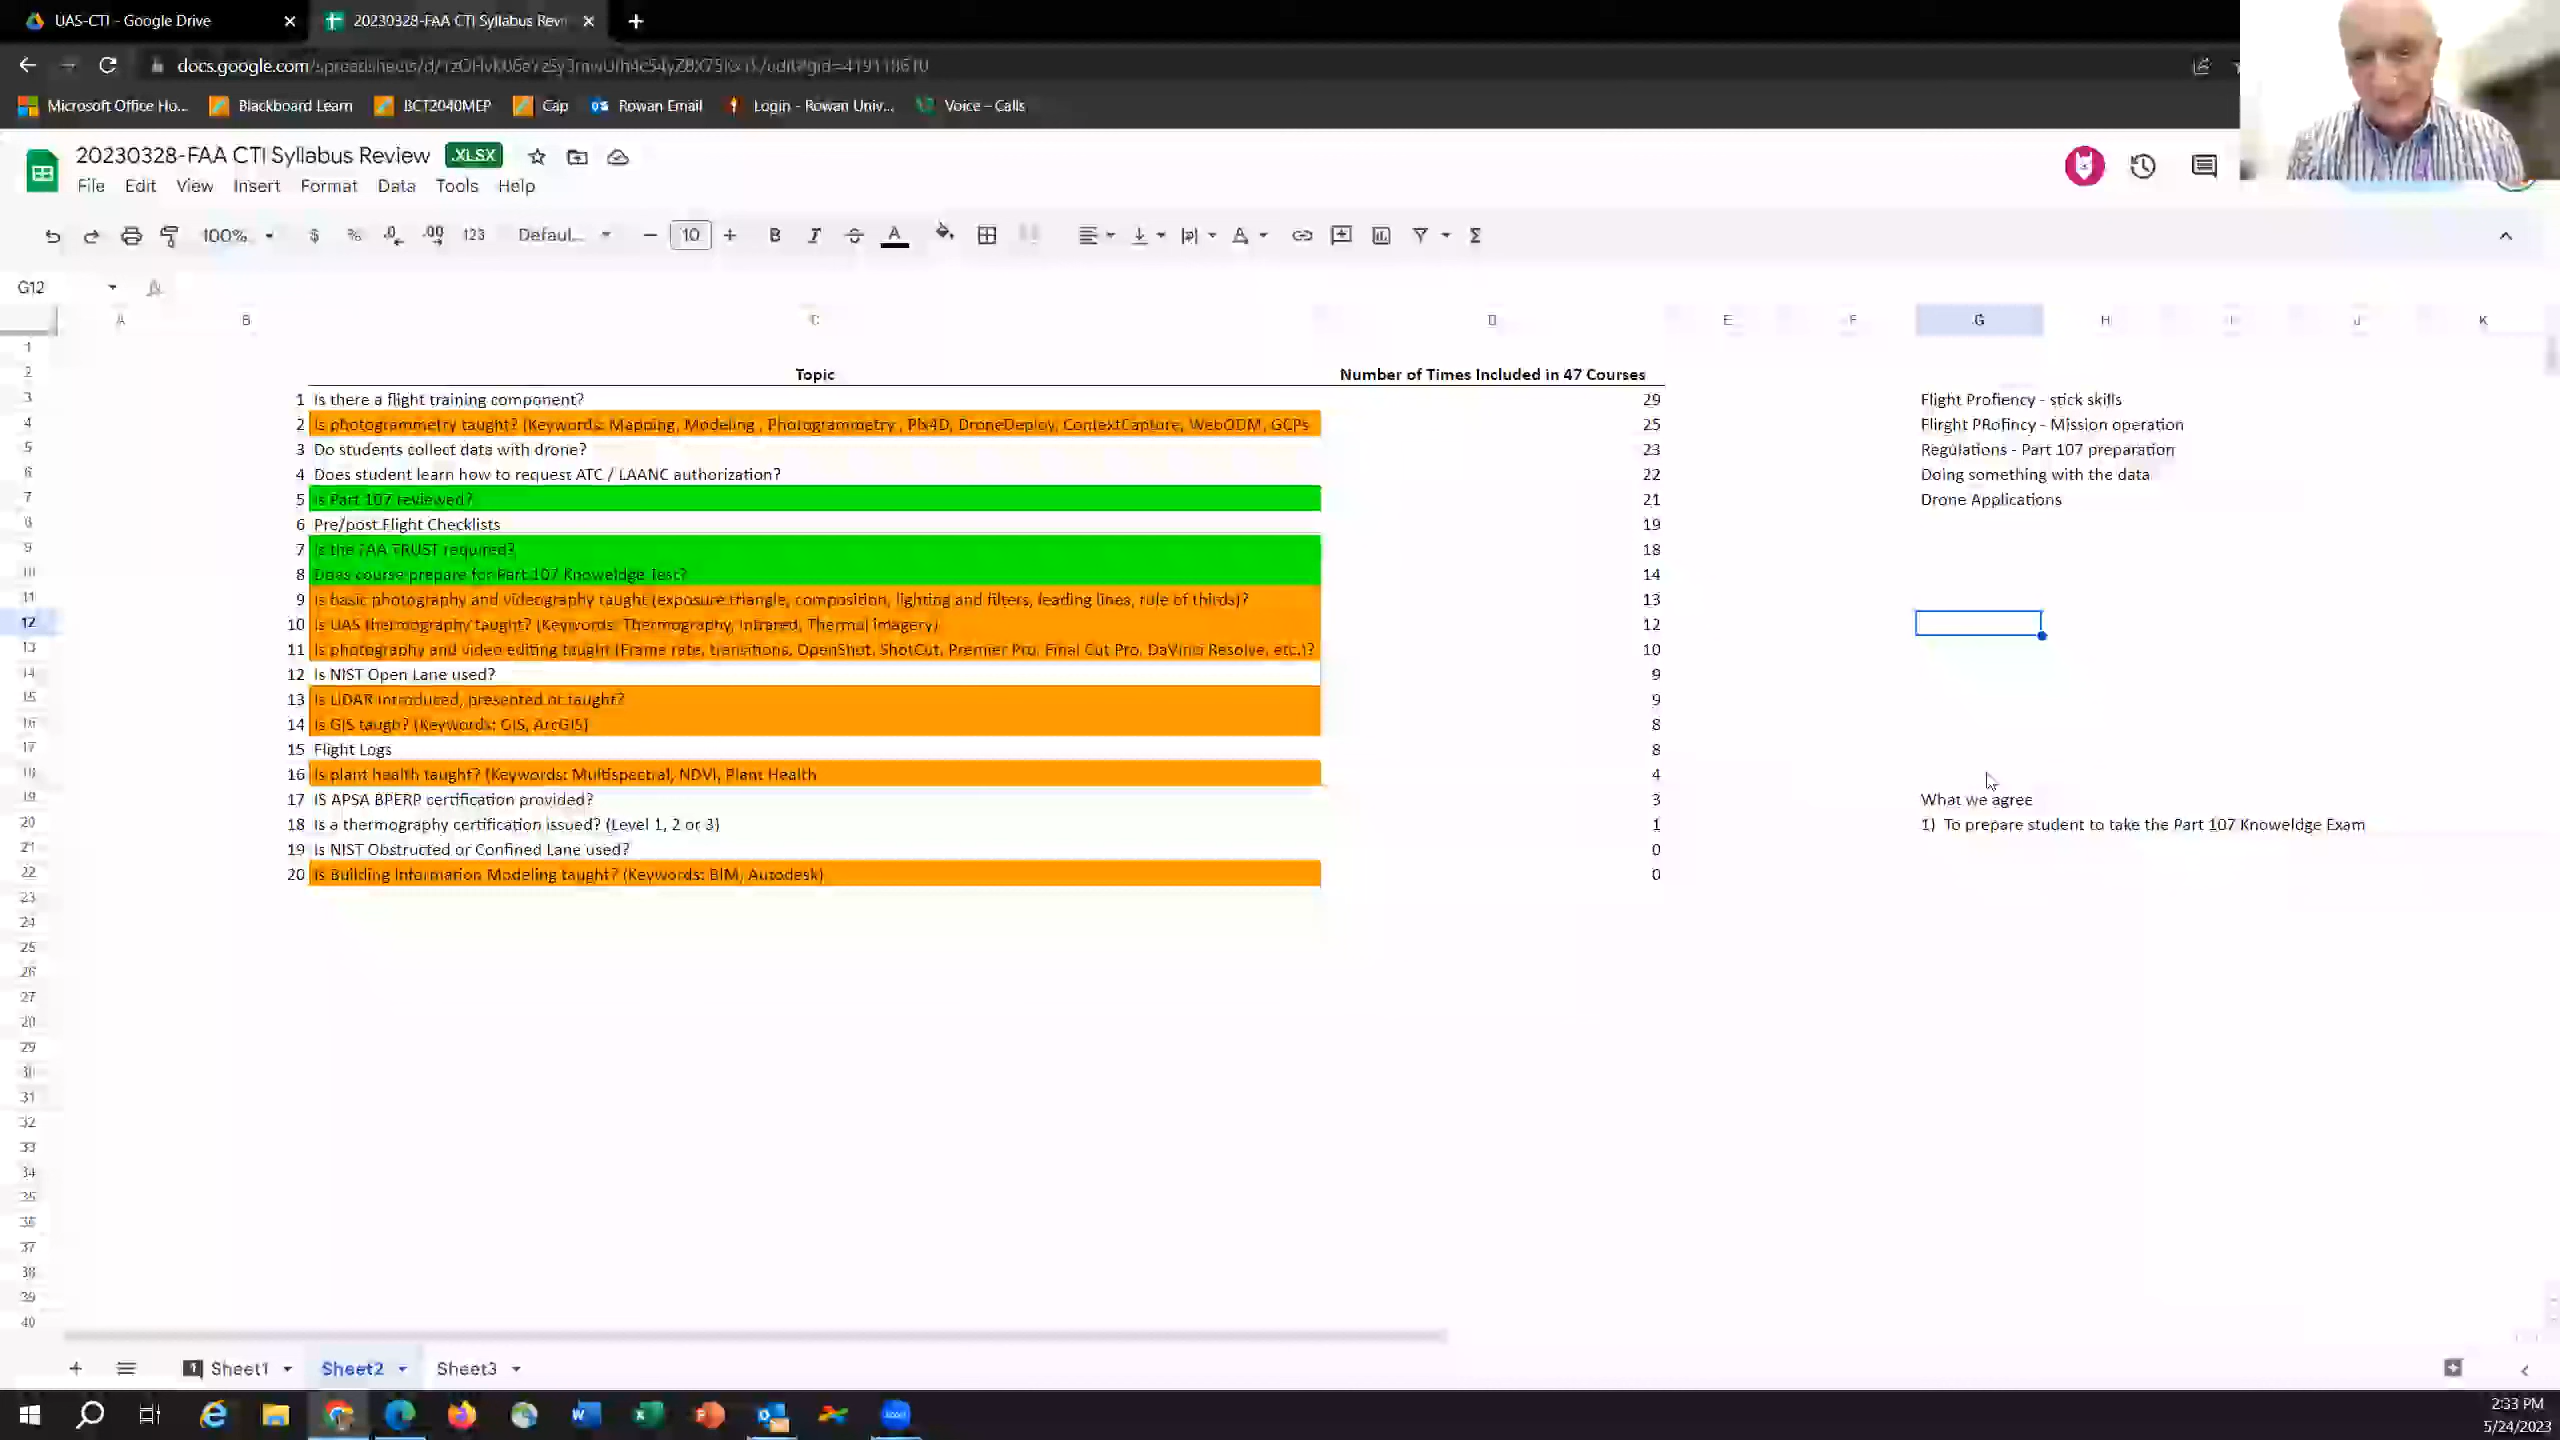 UAS-CTI - Google Drive
20230328-FAA CTI Syllabus Revi
docs.google.com
Microsoft Office Ho...
Blackboard Learn
BCT2040MEP
Cap
Rowan Email
Login - Rowan Univ...
Voice – Calls
20230328-FAA CTI Syllabus Review .XLSX
File Edit View Insert Format Data Tools Help
100% $ % .0 .00 123 Defaul... 10 B I A
G12
A B C D E F G H I J K
Topic Number of Times Included in 47 Courses
1 Is there a flight training component? 29 Flight Profiency - stick skills
2 Is photogrammetry taught? (Keywords: Mapping, Modeling , Photogrammetry , Pix4D, DroneDeploy, ContextCapture, WebODM, GCPs 25 Flirght PRofincy - Mission operation
3 Do students collect data with drone? 23 Regulations - Part 107 preparation
4 Does student learn how to request ATC / LAANC authorization? 22 Doing something with the data
5 Is Part 107 reviewed? 21 Drone Applications
6 Pre/post Flight Checklists 19
7 Is the FAA TRUST required? 18
8 Does course prepare for Part 107 Knoweldge Test? 14
9 Is basic photography and videography taught (exposure triangle, composition, lighting and filters, leading lines, rule of thirds)? 13
10 Is UAS thermography taught? (Keywords: Thermography, Infrared, Thermal imagery) 12
11 Is photography and video editing taught (Frame rate, transitions, OpenShot, ShotCut, Premier Pro, Final Cut Pro, DaVinci Resolve, etc.)? 10
12 Is NIST Open Lane used? 9
13 Is LiDAR introduced, presented or taught? 9
14 Is GIS taugh? (Keywords: GIS, ArcGIS) 8
15 Flight Logs 8
16 Is plant health taught? (Keywords: Multispectral, NDVI, Plant Health 4
17 IS APSA BPERP certification provided? 3 What we agree
18 Is a thermography certification issued? (Level 1, 2 or 3) 1 1) To prepare student to take the Part 107 Knoweldge Exam
19 Is NIST Obstructed or Confined Lane used? 0
20 Is Building Information Modeling taught? (Keywords: BIM, Autodesk) 0
Sheet1 Sheet2 Sheet3
2:33 PM
5/24/2023